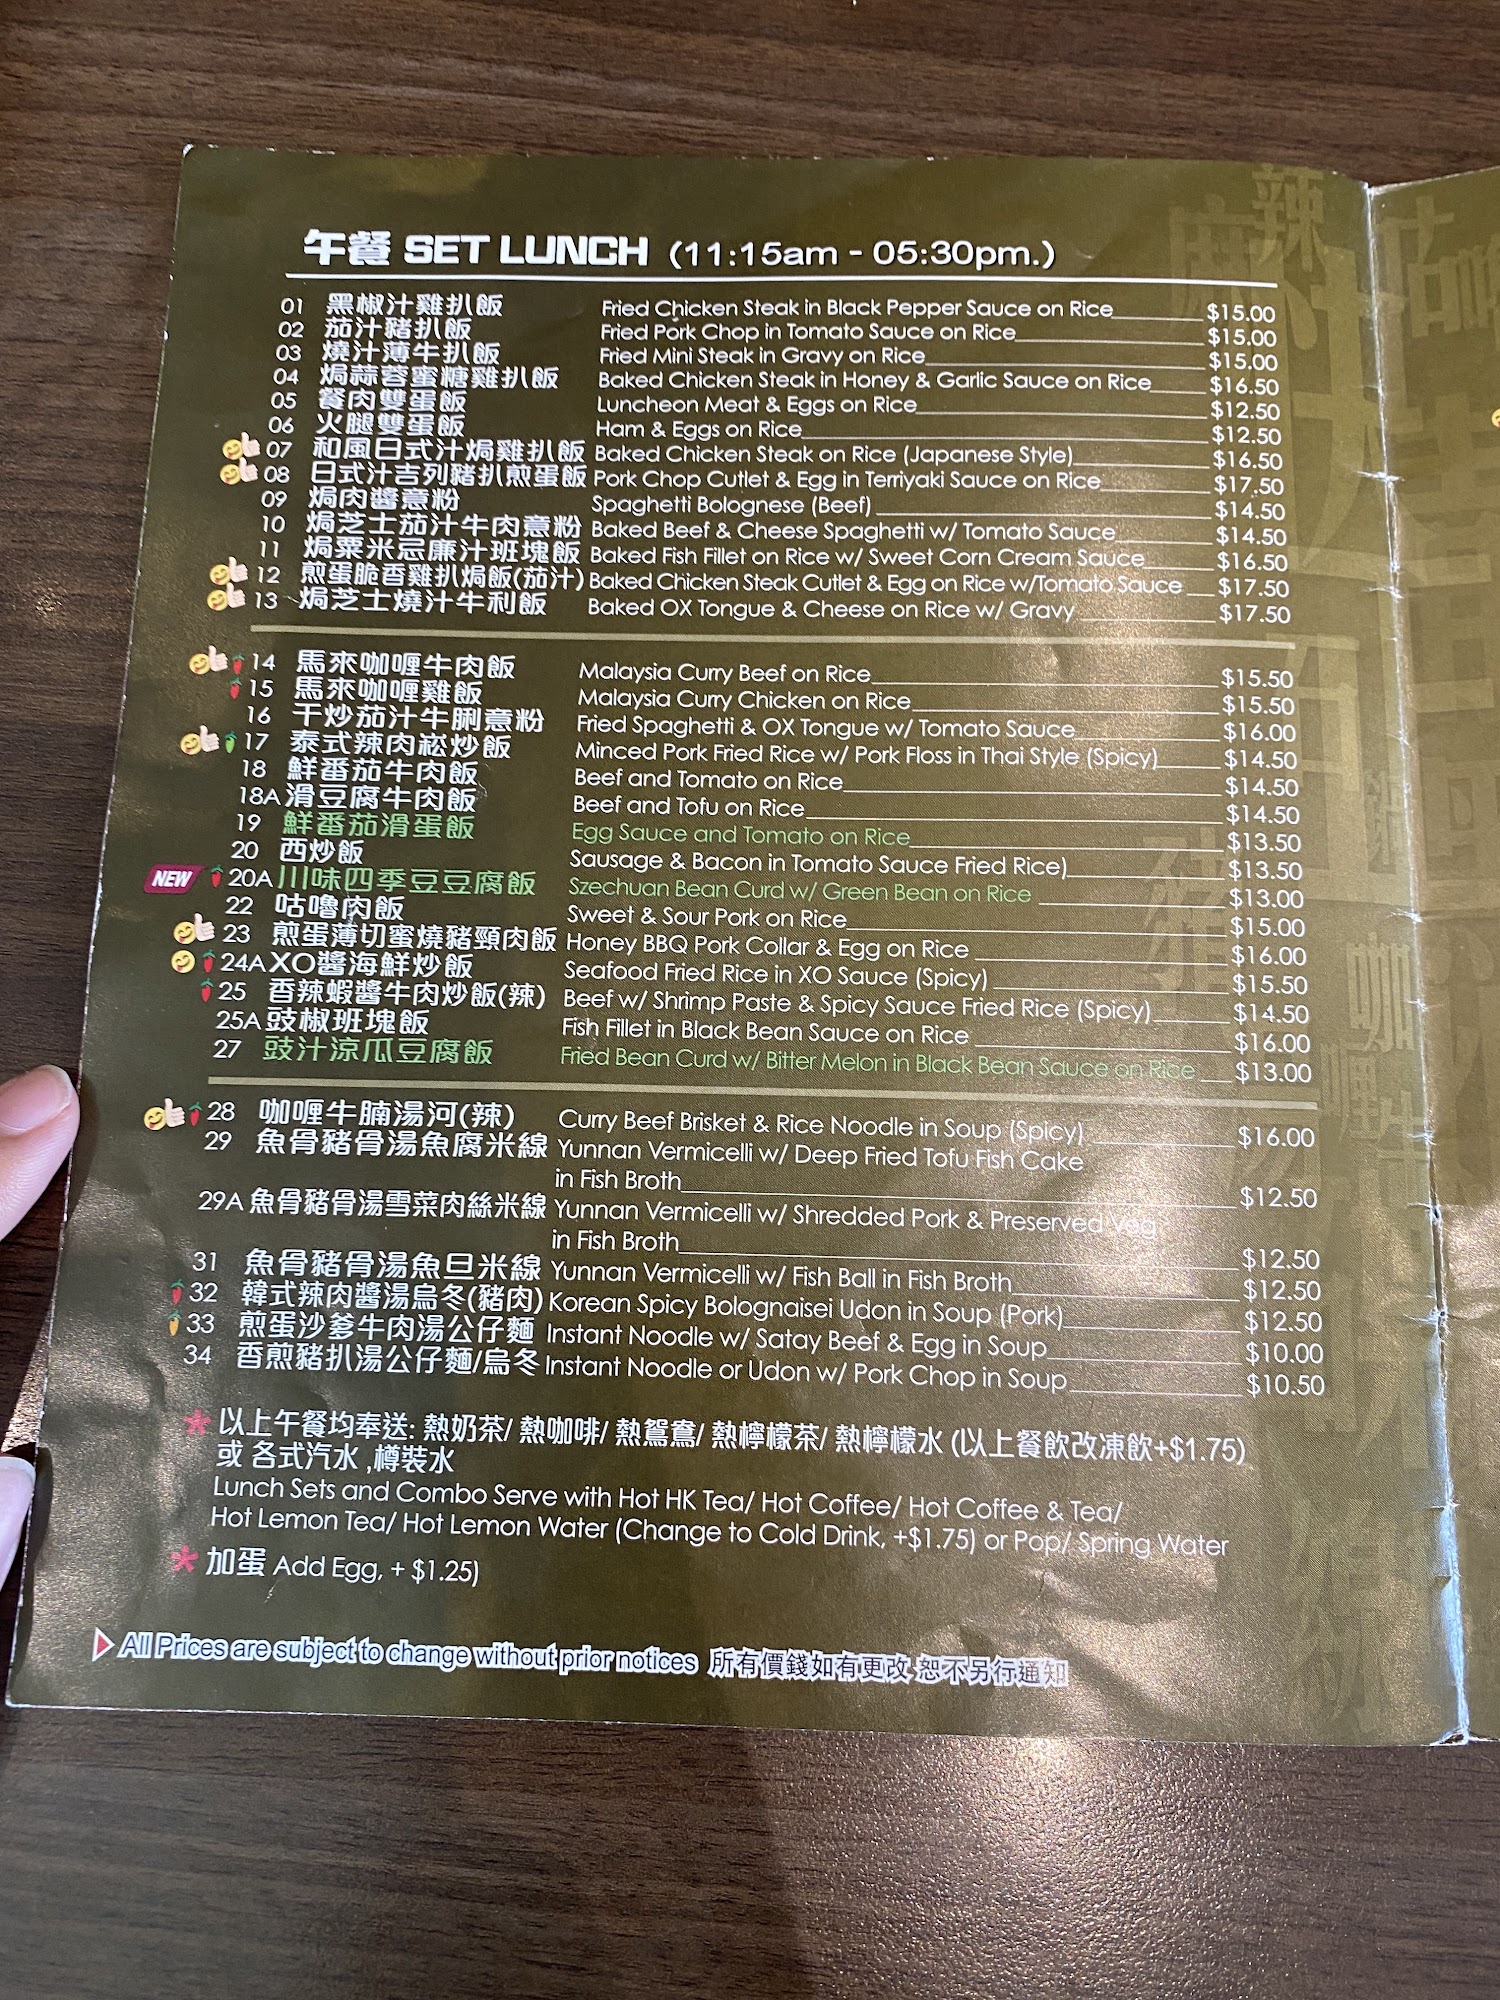 午餐 SET LUNCH (11:15am - 05:30pm.)
01 黑椒汁雞扒飯 Fried Chicken Steak in Black Pepper Sauce on Rice $15.00
02 茄汁豬扒飯 Fried Pork Chop in Tomato Sauce on Rice $15.00
03 燒汁薄牛扒飯 Fried Mini Steak in Gravy on Rice $15.00
04 焗蒜蓉蜜糖雞扒飯 Baked Chicken Steak in Honey & Garlic Sauce on Rice $16.50
05 餐肉雙蛋飯 Luncheon Meat & Eggs on Rice $12.50
06 火腿雙蛋飯 Ham & Eggs on Rice $12.50
07 和風日式汁焗雞扒飯 Baked Chicken Steak on Rice (Japanese Style) $16.50
08 日式汁吉列豬扒煎蛋飯 Pork Chop Cutlet & Egg in Terriyaki Sauce on Rice $17.50
09 焗肉醬意粉 Spaghetti Bolognese (Beef) $14.50
10 焗芝士茄汁牛肉意粉 Baked Beef & Cheese Spaghetti w/ Tomato Sauce $14.50
11 焗粟米忌廉汁班塊飯 Baked Fish Fillet on Rice w/ Sweet Corn Cream Sauce $16.50
12 煎蛋脆香雞扒焗飯(茄汁) Baked Chicken Steak Cutlet & Egg on Rice w/Tomato Sauce $17.50
13 焗芝士燒汁牛利飯 Baked OX Tongue & Cheese on Rice w/ Gravy $17.50
14 馬來咖喱牛肉飯 Malaysia Curry Beef on Rice $15.50
15 馬來咖喱雞飯 Malaysia Curry Chicken on Rice $15.50
16 干炒茄汁牛脷意粉 Fried Spaghetti & OX Tongue w/ Tomato Sauce $16.00
17 泰式辣肉崧炒飯 Minced Pork Fried Rice w/ Pork Floss in Thai Style (Spicy) $14.50
18 鮮番茄牛肉飯 Beef and Tomato on Rice $14.50
18A 滑豆腐牛肉飯 Beef and Tofu on Rice $14.50
19 鮮番茄滑蛋飯 Egg Sauce and Tomato on Rice $13.50
20 西炒飯 Sausage & Bacon in Tomato Sauce Fried Rice) $13.50
NEW 20A 川味四季豆豆腐飯 Szechuan Bean Curd w/ Green Bean on Rice $13.00
22 咕嚕肉飯 Sweet & Sour Pork on Rice $15.00
23 煎蛋薄切蜜燒豬頸肉飯 Honey BBQ Pork Collar & Egg on Rice $16.00
24A XO醬海鮮炒飯 Seafood Fried Rice in XO Sauce (Spicy) $15.50
25 香辣蝦醬牛肉炒飯(辣) Beef w/ Shrimp Paste & Spicy Sauce Fried Rice (Spicy) $14.50
25A 豉椒班塊飯 Fish Fillet in Black Bean Sauce on Rice $16.00
27 豉汁涼瓜豆腐飯 Fried Bean Curd w/ Bitter Melon in Black Bean Sauce on Rice $13.00
28 咖喱牛腩湯河(辣) Curry Beef Brisket & Rice Noodle in Soup (Spicy) $16.00
29 魚骨豬骨湯魚腐米線 Yunnan Vermicelli w/ Deep Fried Tofu Fish Cake
in Fish Broth $12.50
29A 魚骨豬骨湯雪菜肉絲米線 Yunnan Vermicelli w/ Shredded Pork & Preserved Veg
in Fish Broth $12.50
31 魚骨豬骨湯魚旦米線 Yunnan Vermicelli w/ Fish Ball in Fish Broth $12.50
32 韓式辣肉醬湯烏冬(豬肉) Korean Spicy Bolognaisei Udon in Soup (Pork) $12.50
33 煎蛋沙爹牛肉湯公仔麵 Instant Noodle w/ Satay Beef & Egg in Soup $10.00
34 香煎豬扒湯公仔麵/烏冬 Instant Noodle or Udon w/ Pork Chop in Soup $10.50
* 以上午餐均奉送: 熱奶茶/ 熱咖啡/ 熱鴛鴦/ 熱檸檬茶/ 熱檸檬水 (以上餐飲改凍飲+$1.75)
或 各式汽水 ,樽裝水
Lunch Sets and Combo Serve with Hot HK Tea/ Hot Coffee/ Hot Coffee & Tea/
Hot Lemon Tea/ Hot Lemon Water (Change to Cold Drink, +$1.75) or Pop/ Spring Water
* 加蛋 Add Egg, + $1.25)
All Prices are subject to change without prior notices 所有價錢如有更改 恕不另行通知